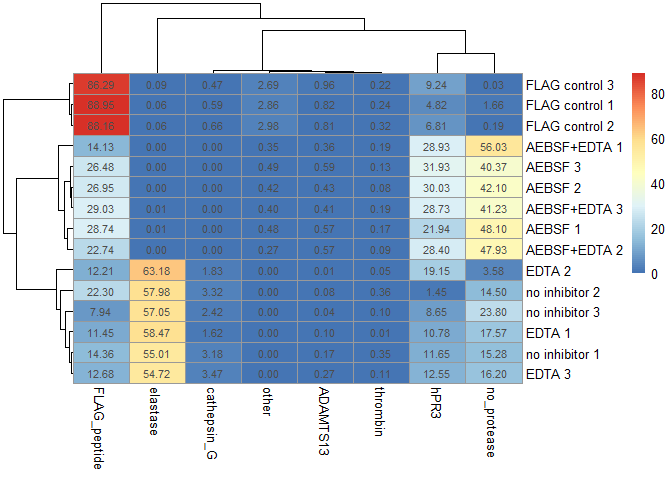 86.29 0.09 0.47 2.69 0.96 0.22 9.24 0.03 FLAG control 3
88.95 0.06 0.59 2.86 0.82 0.24 4.82 1.66 FLAG control 1
88.16 0.06 0.66 2.98 0.81 0.32 6.81 0.19 FLAG control 2
14.13 0.00 0.00 0.35 0.36 0.19 28.93 56.03 AEBSF+EDTA 1
26.48 0.00 0.00 0.49 0.59 0.13 31.93 40.37 AEBSF 3
26.95 0.00 0.00 0.42 0.43 0.08 30.03 42.10 AEBSF 2
29.03 0.01 0.00 0.40 0.41 0.19 28.73 41.23 AEBSF+EDTA 3
28.74 0.01 0.00 0.48 0.57 0.17 21.94 48.10 AEBSF 1
22.74 0.00 0.00 0.27 0.57 0.09 28.40 47.93 AEBSF+EDTA 2
12.21 63.18 1.83 0.00 0.01 0.05 19.15 3.58 EDTA 2
22.30 57.98 3.32 0.00 0.08 0.36 1.45 14.50 no inhibitor 2
7.94 57.05 2.42 0.00 0.04 0.10 8.65 23.80 no inhibitor 3
11.45 58.47 1.62 0.00 0.10 0.01 10.78 17.57 EDTA 1
14.36 55.01 3.18 0.00 0.17 0.35 11.65 15.28 no inhibitor 1
12.68 54.72 3.47 0.00 0.27 0.11 12.55 16.20 EDTA 3
FLAG_peptide
elastase
cathepsin_G
other
ADAMTS13
thrombin
hPR3
no_protease
80
60
40
20
0